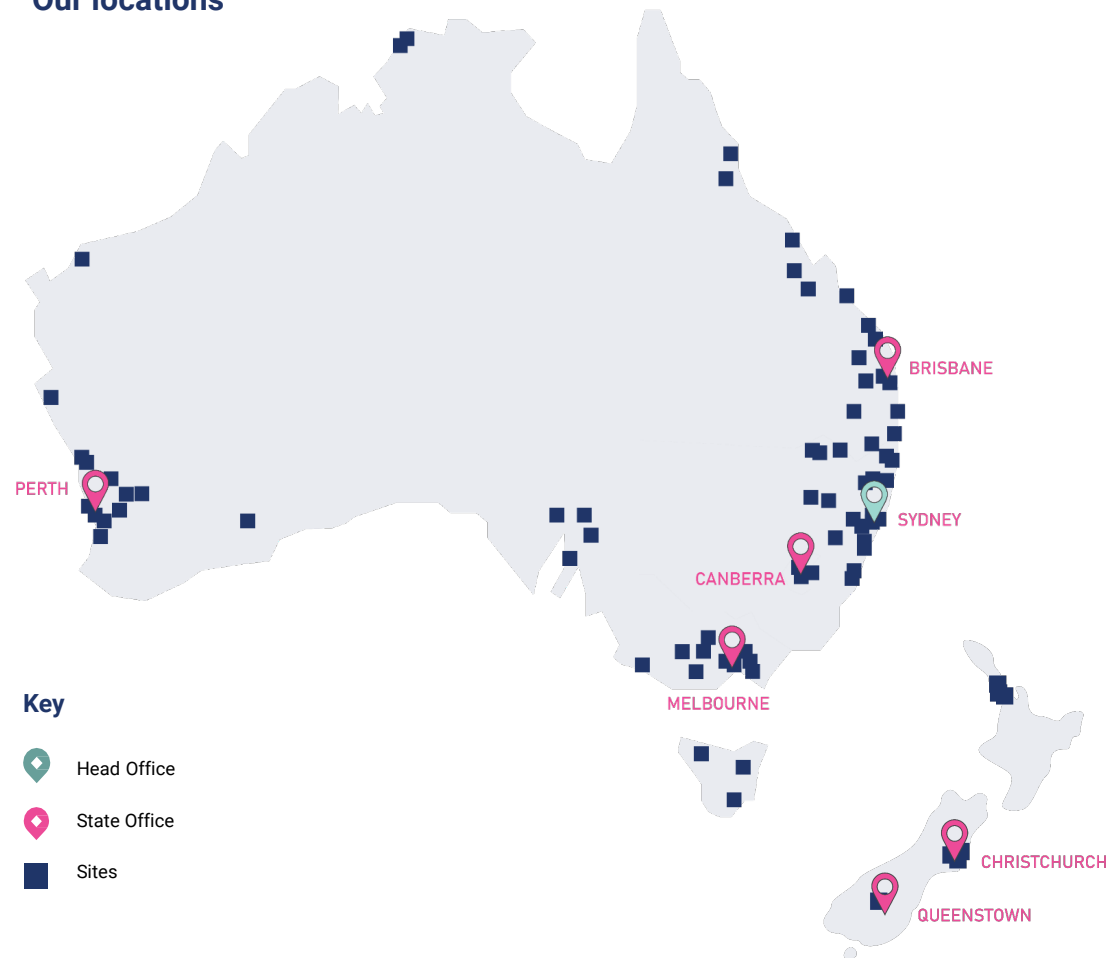 Our locations
BRISBANE
PERTH
SYDNEY
CANBERRA
MELBOURNE
Key
Head Office
State Office
Sites
CHRISTCHURCH
QUEENSTOWN